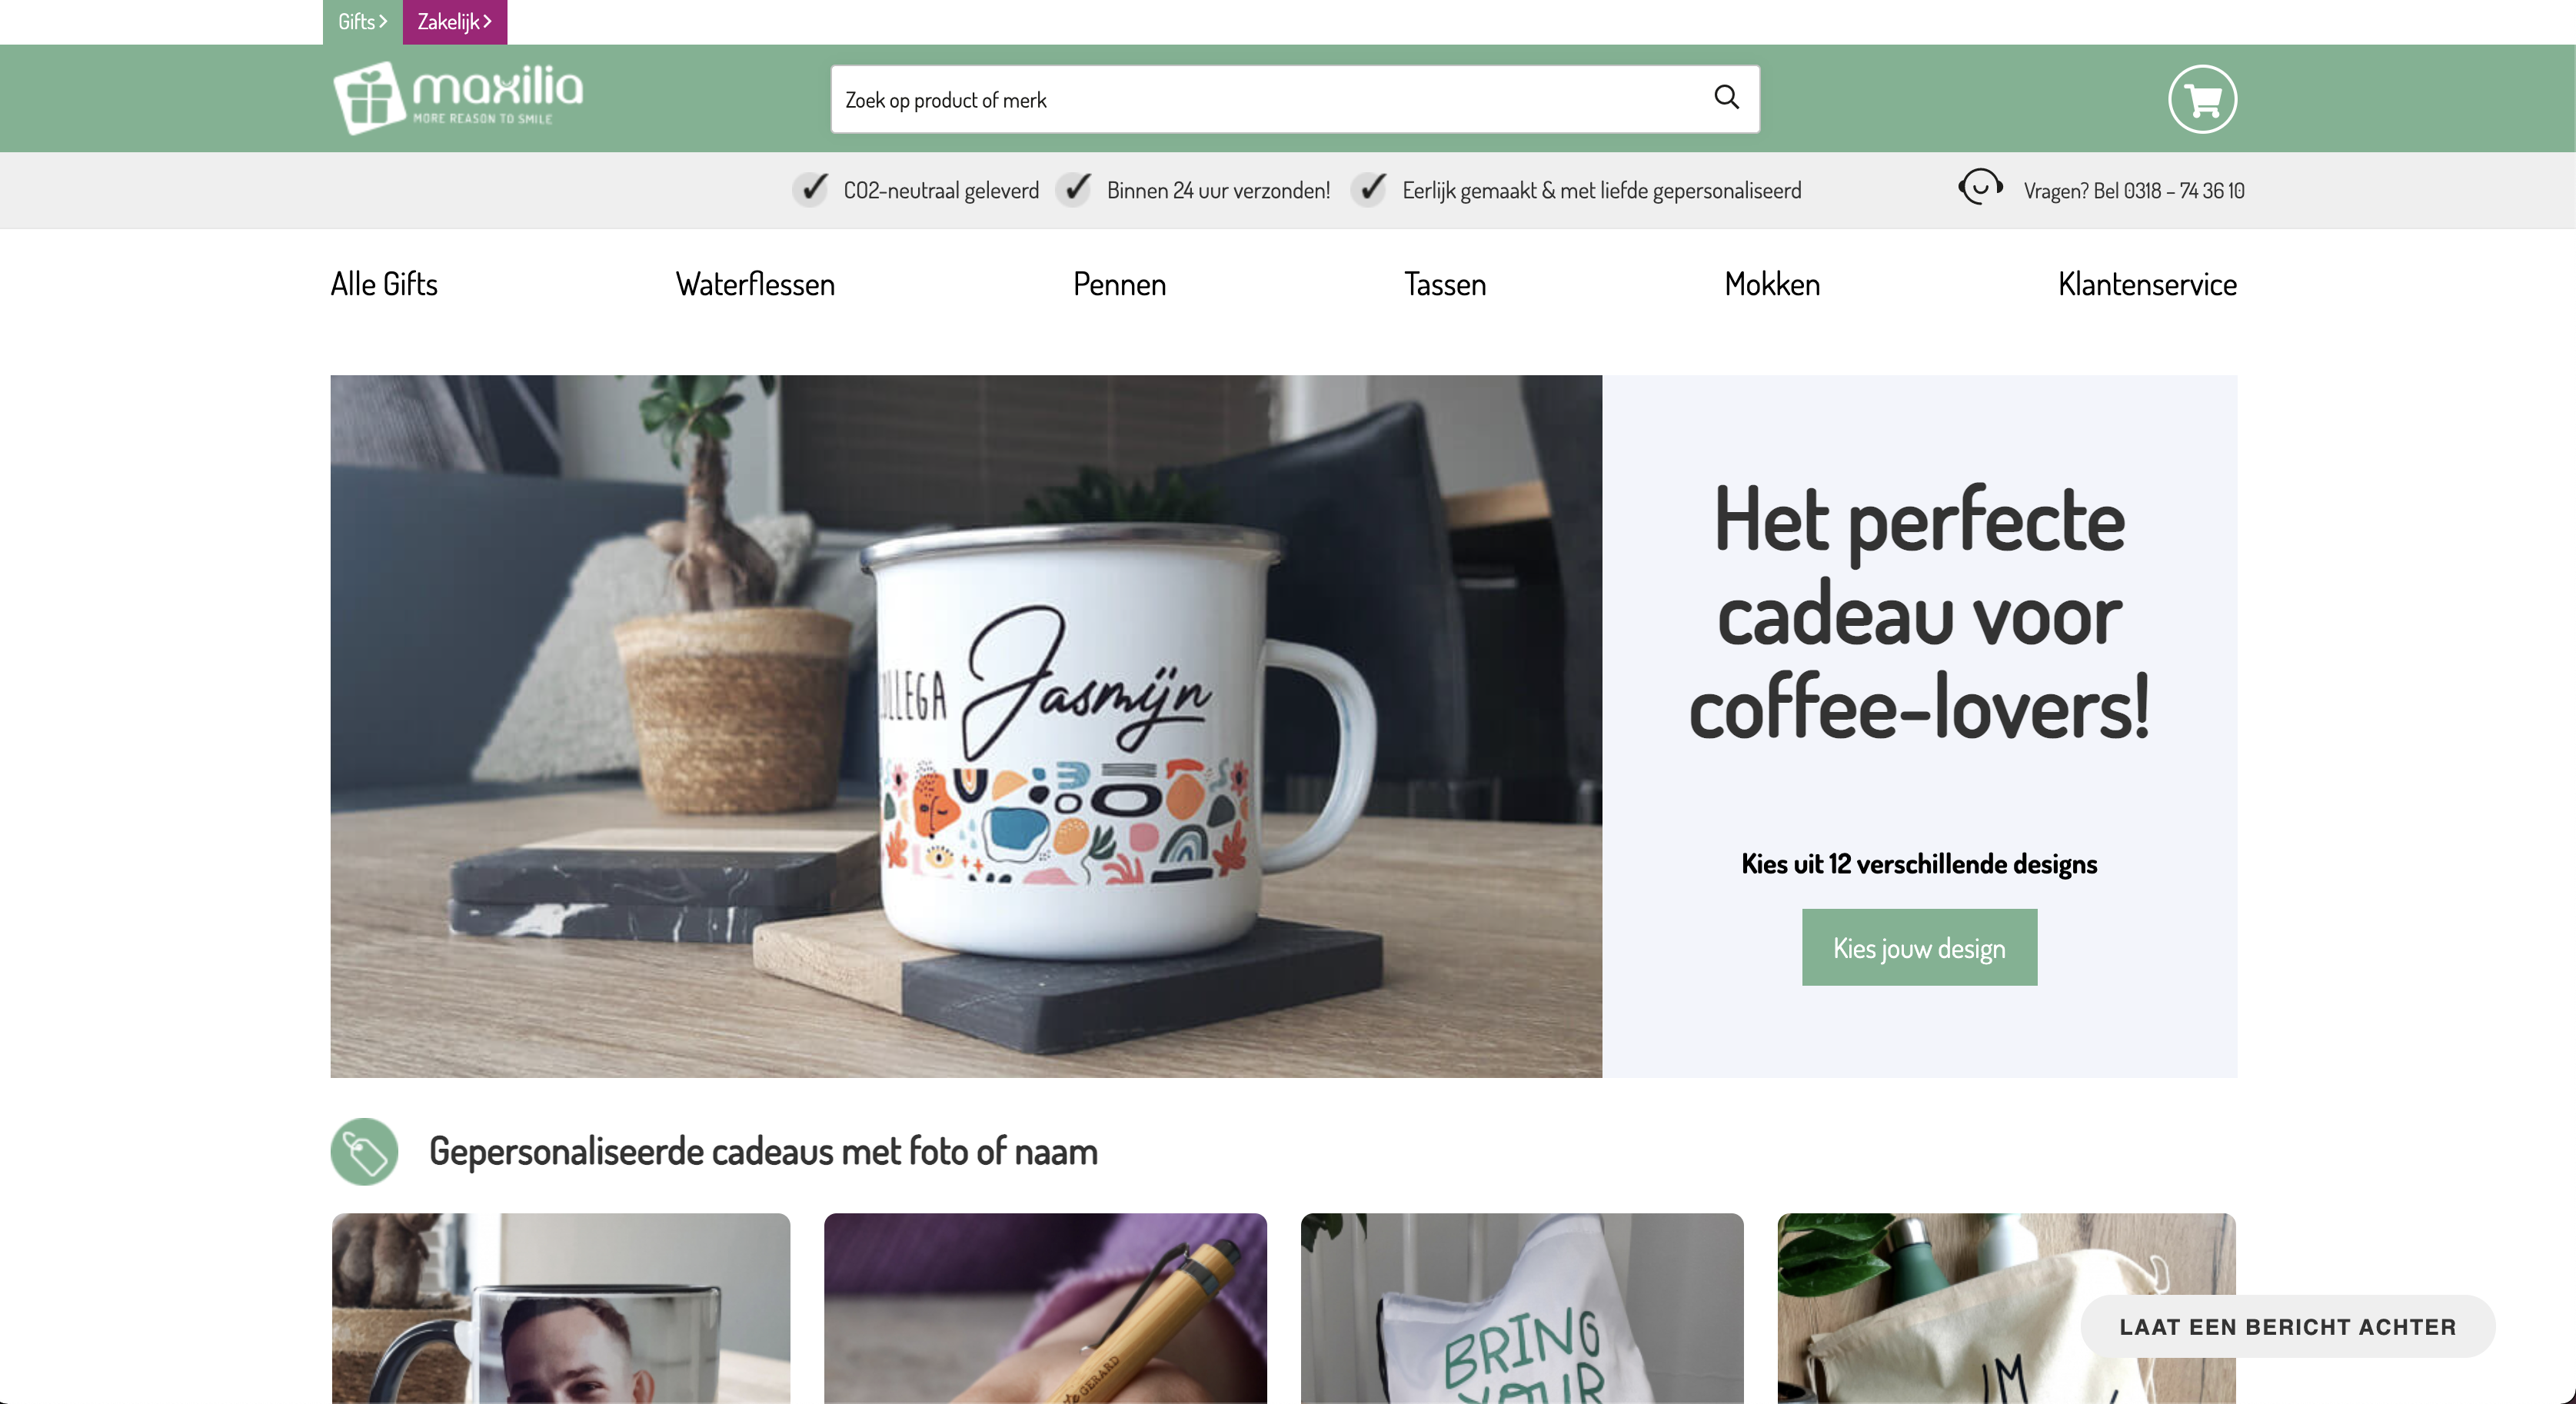 Gifts
Zakelijk
maxilia
MORE REASON TO SMILE
Zoek op product of merk
CO2-neutraal geleverd
Binnen 24 uur verzonden!
Eerlijk gemaakt & met liefde gepersonaliseerd
Vragen? Bel 0318 – 74 36 10
Alle Gifts
Waterflessen
Pennen
Tassen
Mokken
Klantenservice
LLEGA Jasmijn
Het perfecte
cadeau voor
coffee-lovers!
Kies uit 12 verschillende designs
Kies jouw design
Gepersonaliseerde cadeaus met foto of naam
GERARD
BRING
YOUR
IM
LAAT EEN BERICHT ACHTER